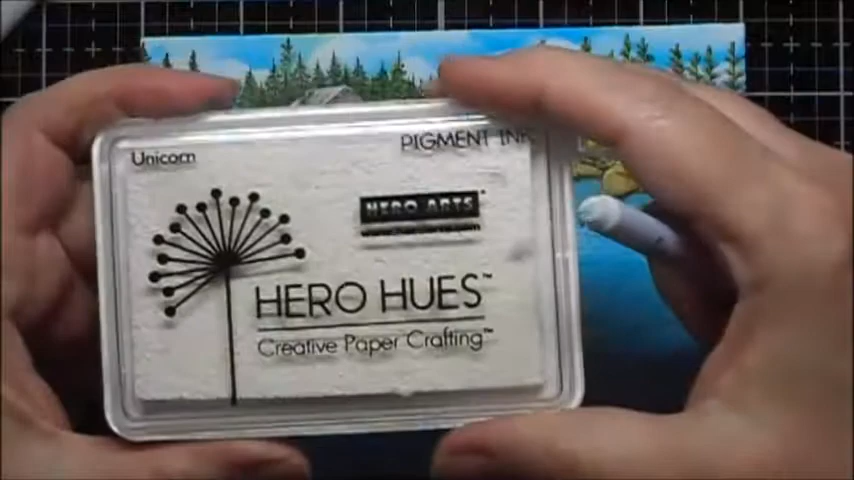 Unicorn
PIGMENT INK
HERO ARTS
HERO HUES™
Creative Paper Crafting™